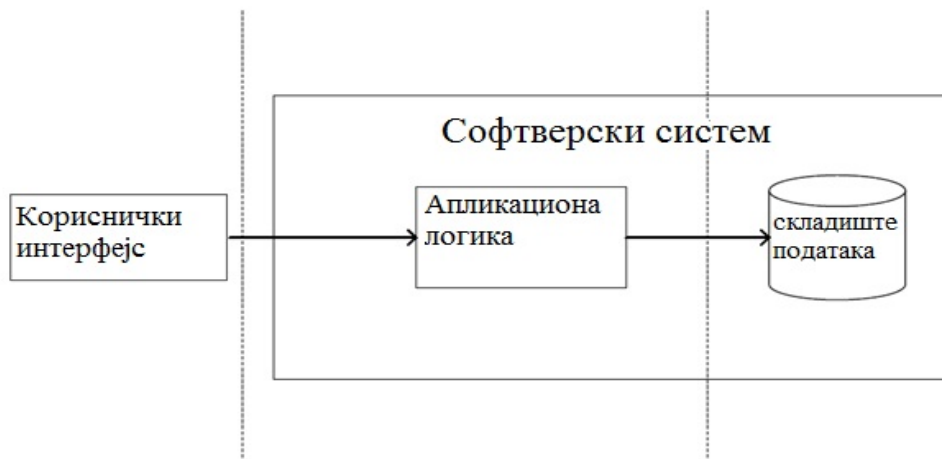 Софтверски систем
Кориснички
интерфејс
Апликациона
логика
складиште
података